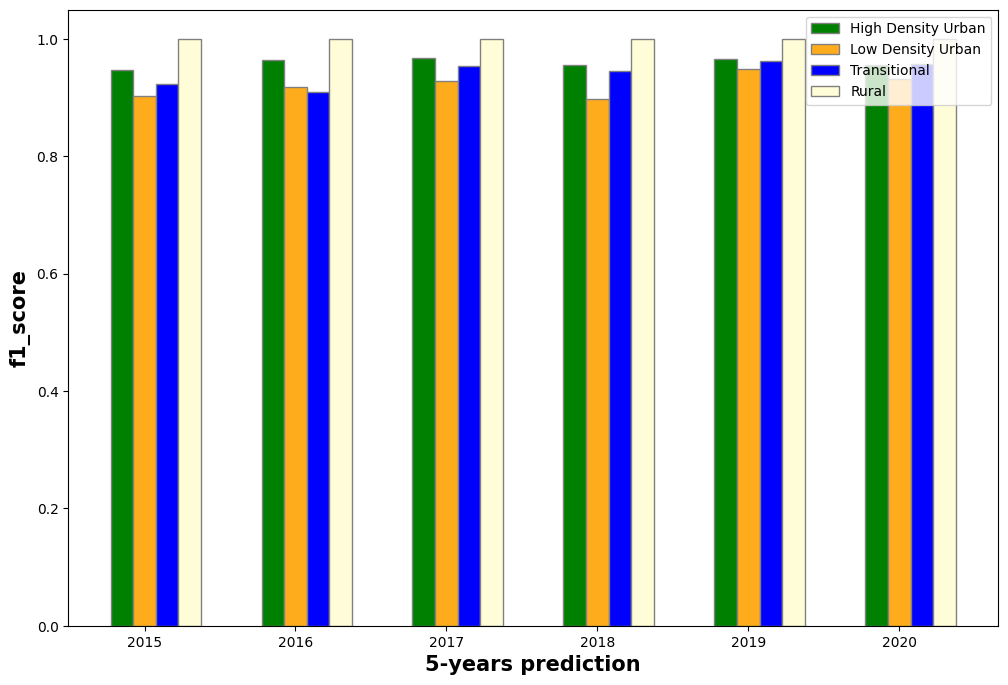 High Density Urban
Low Density Urban
Transitional
Rural
1.0
0.8
0.6
0.4
0.2
0.0
f1_score
2015 2016 2017 2018 2019 2020
5-years prediction